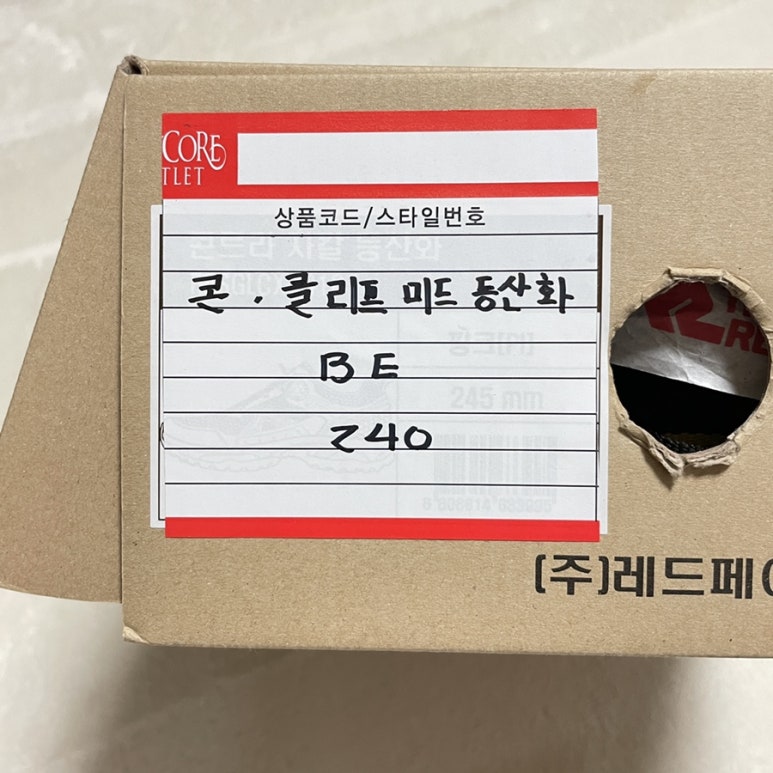 CORE
TLET
상품코드/스타일번호
콘・클리프 미드 등산화
BE
240
245 mm
(주)레드페